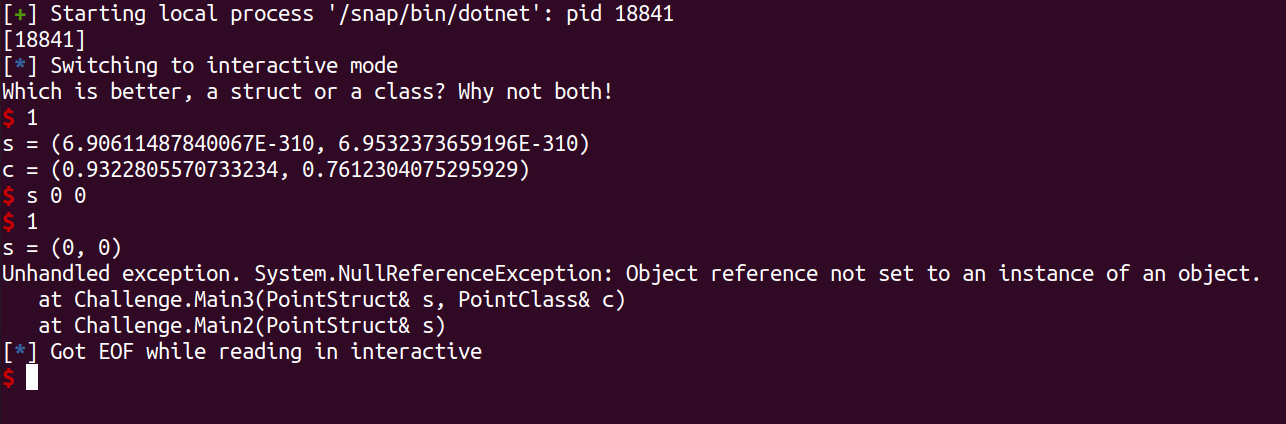 [+] Starting local process '/snap/bin/dotnet': pid 18841
[18841]
[*] Switching to interactive mode
Which is better, a struct or a class? Why not both!
$ 1
s = (6.90611487840067E-310, 6.9532373659196E-310)
c = (0.9322805570733234, 0.7612304075295929)
$ s 0 0
$ 1
s = (0, 0)
Unhandled exception. System.NullReferenceException: Object reference not set to an instance of an object.
   at Challenge.Main3(PointStruct& s, PointClass& c)
   at Challenge.Main2(PointStruct& s)
[*] Got EOF while reading in interactive
$